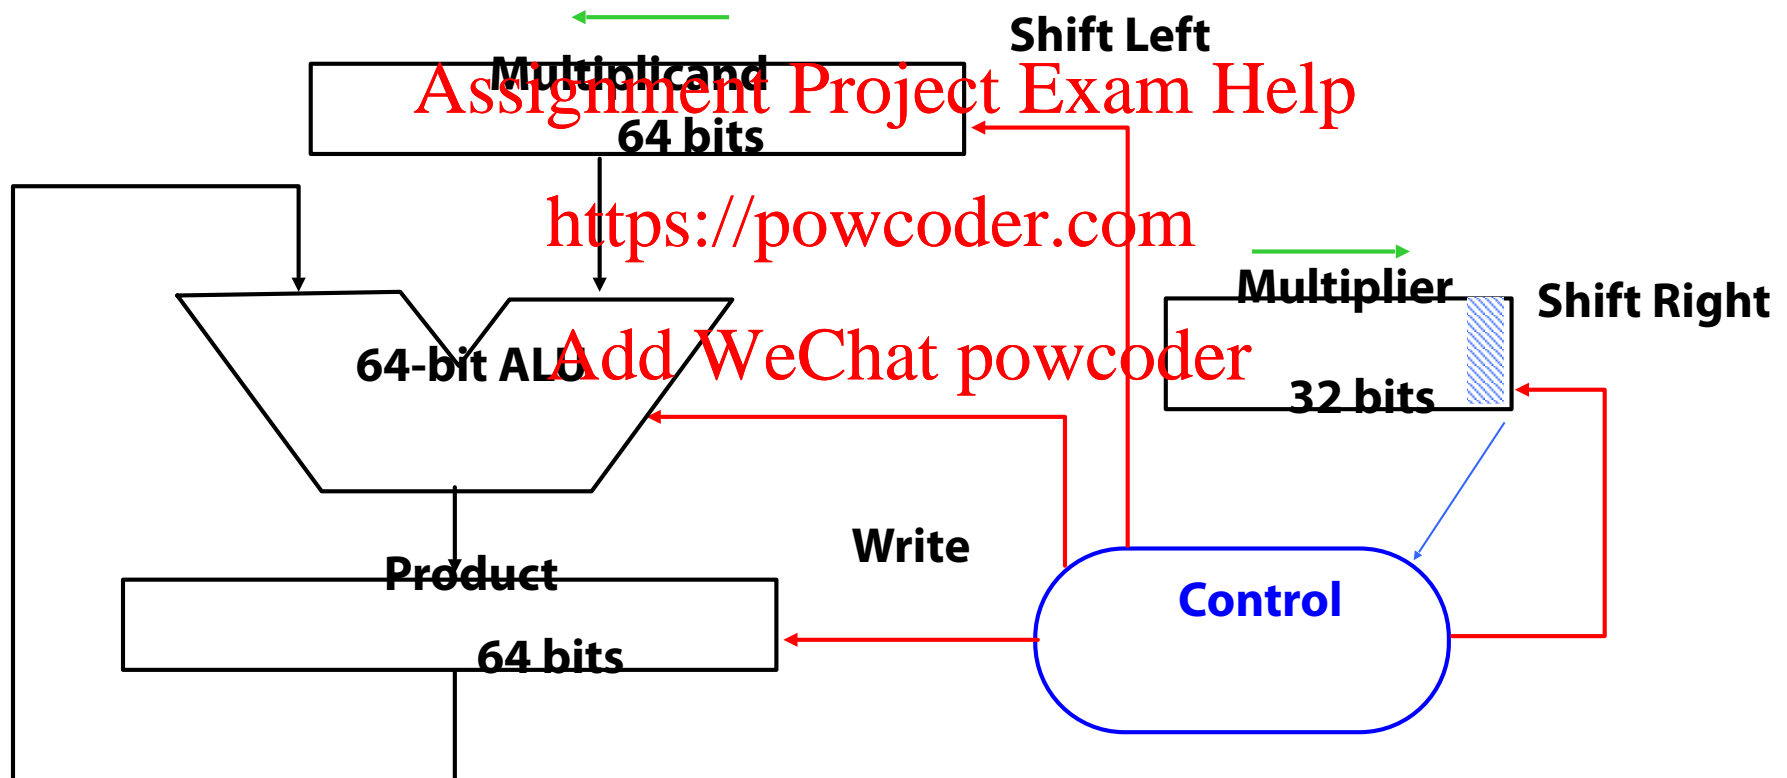 Shift Left
Multiplicand
Assignment Project Exam Help
64 bits
https://powcoder.com
Multiplier
Shift Right
64-bit ALU
Add WeChat powcoder
32 bits
Write
Product
Control
64 bits